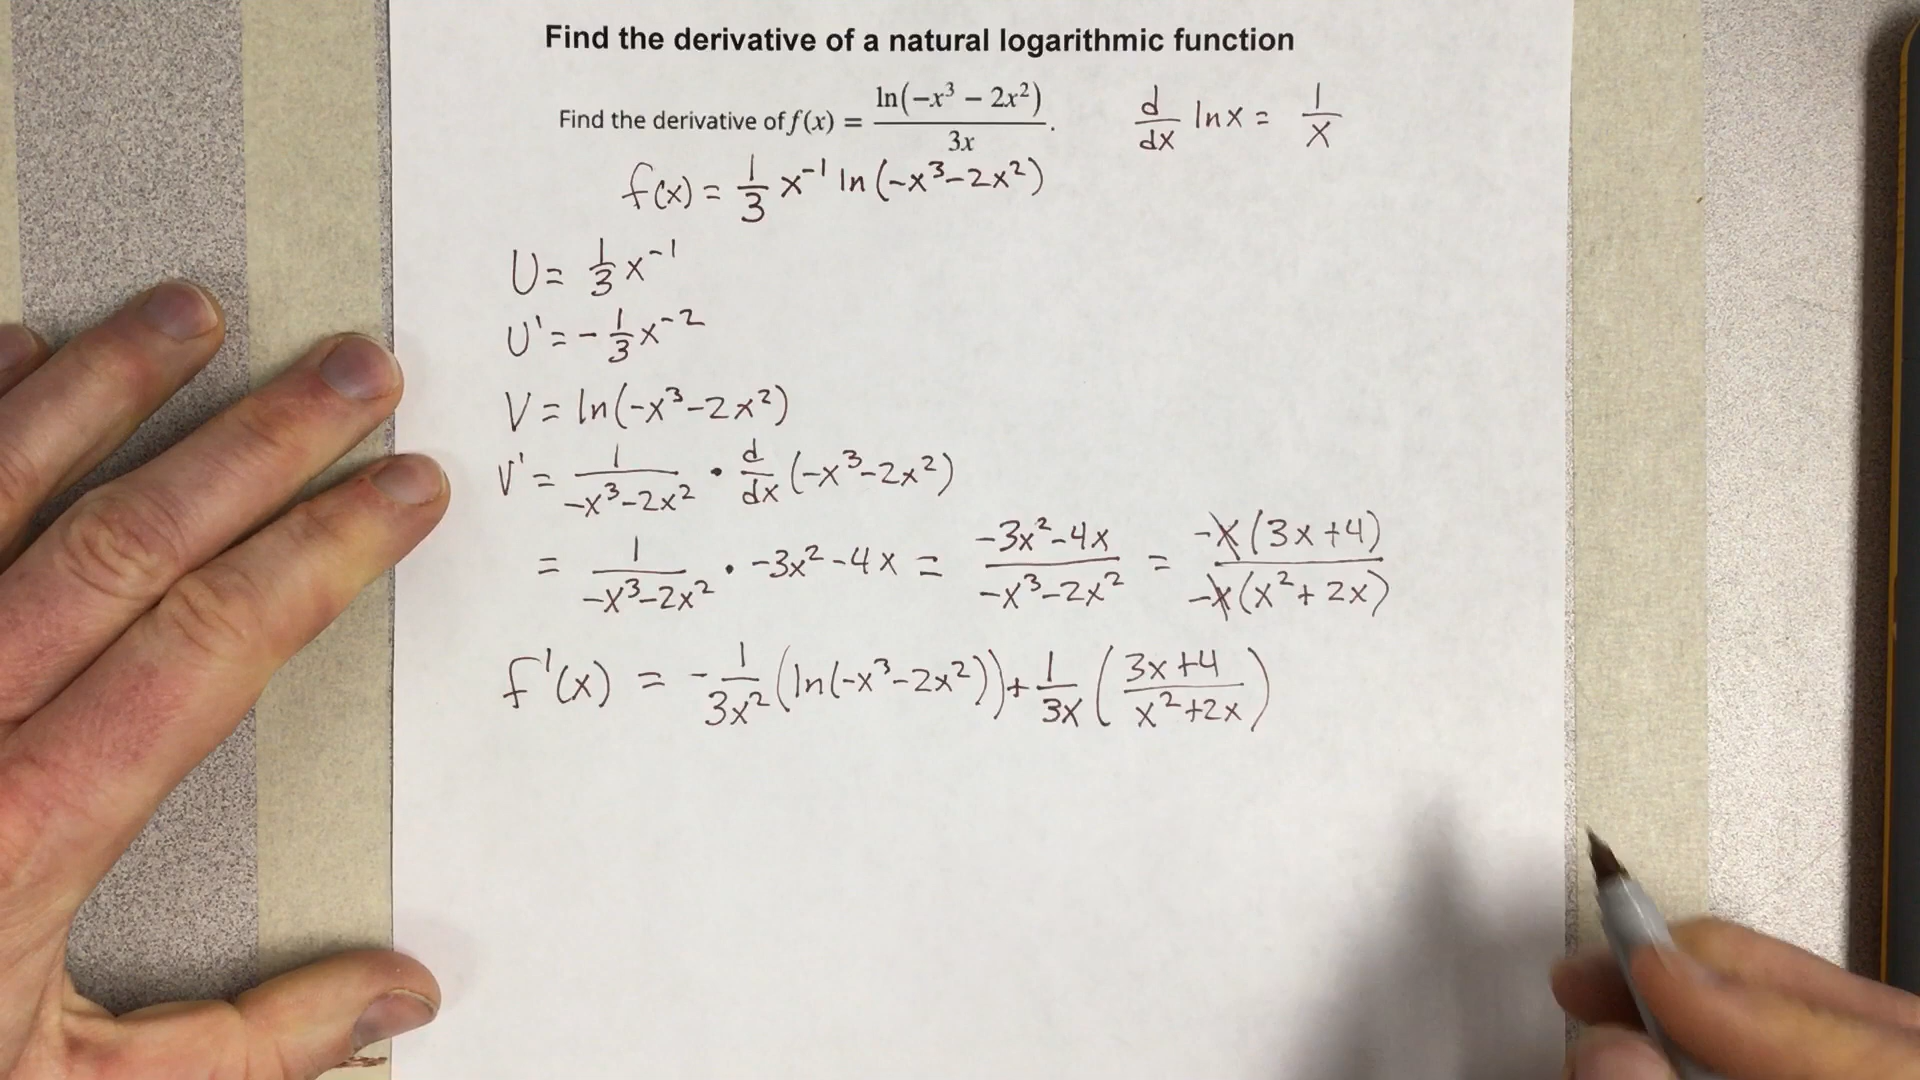 Find the derivative of a natural logarithmic function
Find the derivative of f(x) = ln(−x³ − 2x²) / 3x.
d/dx ln x = 1/x
f(x) = 1/3 x⁻¹ ln(-x³-2x²)
U = 1/3 x⁻¹
U' = - 1/3 x⁻²
V = ln(-x³-2x²)
V' = 1/(-x³-2x²) • d/dx (-x³-2x²)
= 1/(-x³-2x²) • -3x²-4x = (-3x²-4x)/(-x³-2x²) = -x(3x+4)/-x(x²+2x)
f'(x) = - 1/3x² (ln(-x³-2x²)) + 1/3x ((3x+4)/(x²+2x))